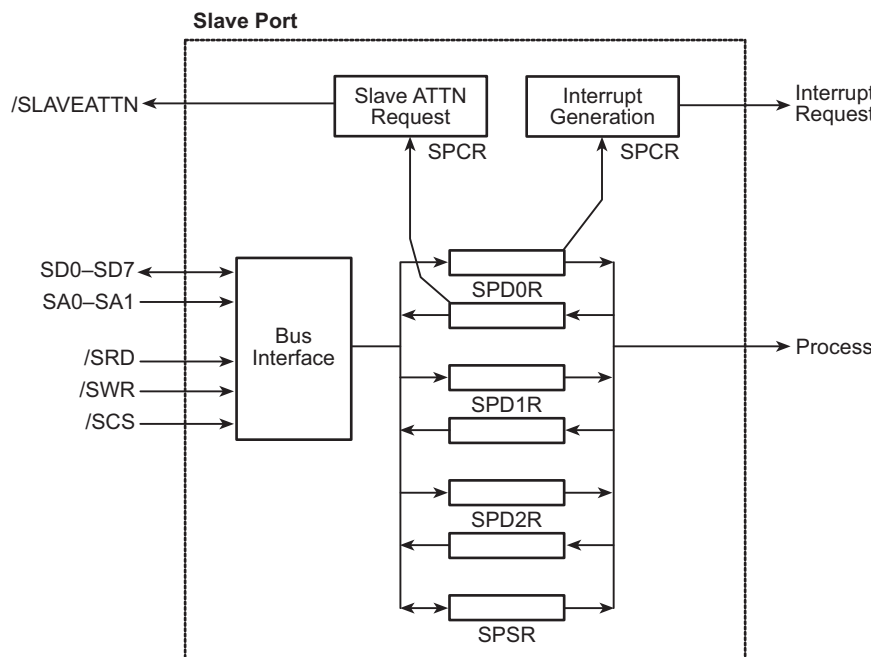 Slave Port
/SLAVEATTN
Slave ATTN
Request
SPCR
Interrupt
Generation
SPCR
Interrupt
Request
SD0–SD7
SA0–SA1
/SRD
/SWR
/SCS
Bus
Interface
SPD0R
SPD1R
SPD2R
SPSR
Process